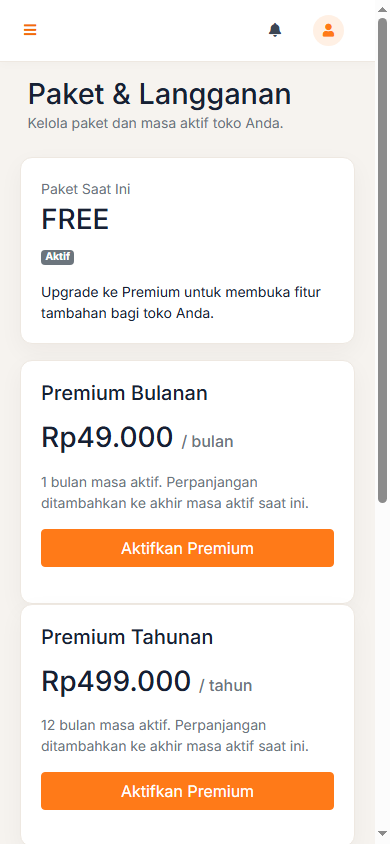 Paket & Langganan
Kelola paket dan masa aktif toko Anda.
Paket Saat Ini
FREE
Aktif
Upgrade ke Premium untuk membuka fitur
tambahan bagi toko Anda.
Premium Bulanan
Rp49.000 / bulan
1 bulan masa aktif. Perpanjangan
ditambahkan ke akhir masa aktif saat ini.
Aktifkan Premium
Premium Tahunan
Rp499.000 / tahun
12 bulan masa aktif. Perpanjangan
ditambahkan ke akhir masa aktif saat ini.
Aktifkan Premium